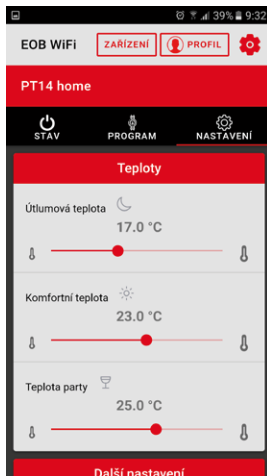 39% 9:32
EOB WiFi ZAŘÍZENÍ PROFIL
PT14 home
STAV PROGRAM NASTAVENÍ
Teploty
Útlumová teplota
17.0 °C
Komfortní teplota
23.0 °C
Teplota party
25.0 °C
Další nastavení